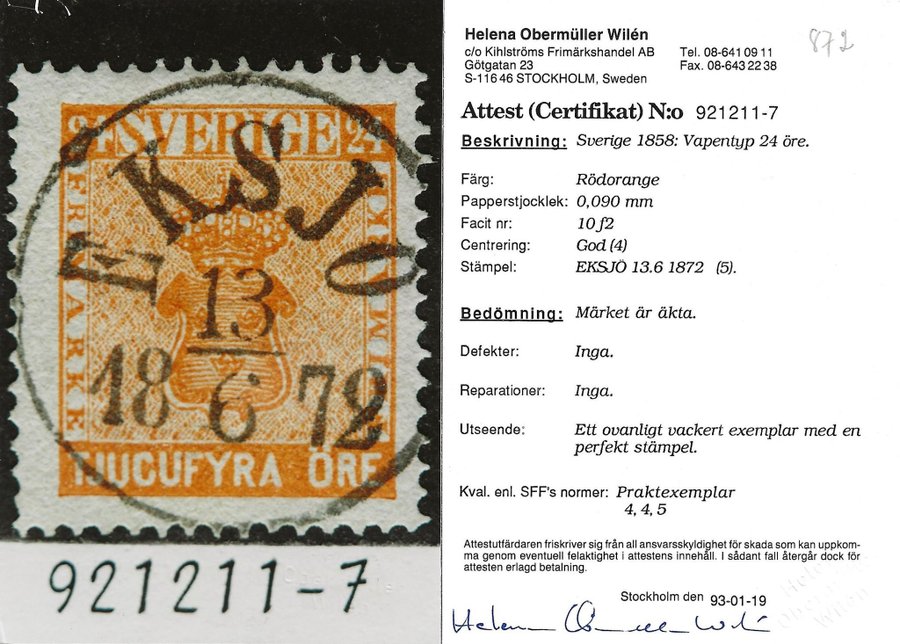 24 SVERIGE 24
FRIMÄRKE
FRIMÄRKE
TJUGUFYRA ÖRE
EKSJÖ
13
18 6 72
921211-7
Helena Obermüller Wilén
c/o Kihlströms Frimärkshandel AB Tel. 08-641 09 11
Götgatan 23 Fax. 08-643 22 38
S-116 46 STOCKHOLM, Sweden
872
Attest (Certifikat) N:o 921211-7
Beskrivning: Sverige 1858: Vapentyp 24 öre.
Färg: Rödorange
Papperstjocklek: 0,090 mm
Facit nr: 10f2
Centrering: God (4)
Stämpel: EKSJÖ 13.6 1872 (5).
Bedömning: Märket är äkta.
Defekter: Inga.
Reparationer: Inga.
Utseende: Ett ovanligt vackert exemplar med en
perfekt stämpel.
Kval. enl. SFF's normer: Praktexemplar
4, 4, 5
Attestutfärdaren friskriver sig från all ansvarsskyldighet för skada som kan uppkom-
ma genom eventuell felaktighet i attestens innehåll. I sådant fall återgår dock för
attesten erlagd betalning.
Stockholm den 93-01-19
Helena Obermüller Wilén